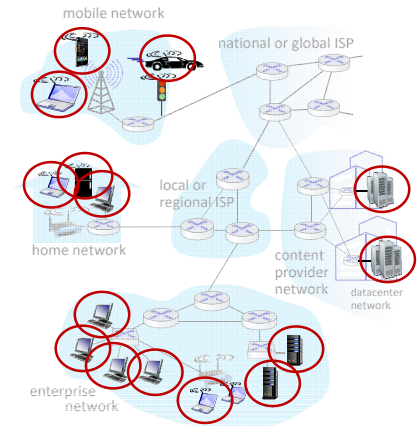 mobile network
national or global ISP
local or
regional ISP
home network
content
provider
network
datacenter
network
enterprise
network